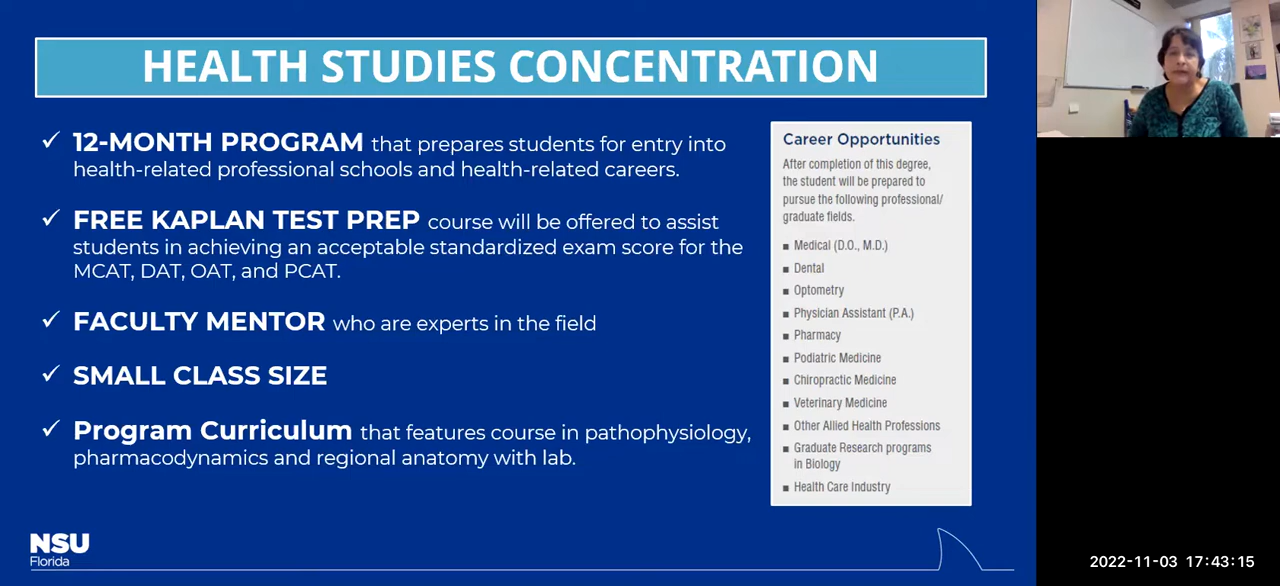 HEALTH STUDIES CONCENTRATION
✓ 12-MONTH PROGRAM that prepares students for entry into
health-related professional schools and health-related careers.
✓ FREE KAPLAN TEST PREP course will be offered to assist
students in achieving an acceptable standardized exam score for the
MCAT, DAT, OAT, and PCAT.
✓ FACULTY MENTOR who are experts in the field
✓ SMALL CLASS SIZE
✓ Program Curriculum that features course in pathophysiology,
pharmacodynamics and regional anatomy with lab.
Career Opportunities
After completion of this degree,
the student will be prepared to
pursue the following professional/
graduate fields.
■ Medical (D.O., M.D.)
■ Dental
■ Optometry
■ Physician Assistant (P.A.)
■ Pharmacy
■ Podiatric Medicine
■ Chiropractic Medicine
■ Veterinary Medicine
■ Other Allied Health Professions
■ Graduate Research programs
in Biology
■ Health Care Industry
NSU
Florida
2022-11-03 17:43:15